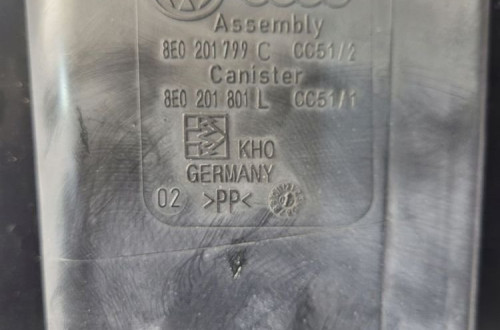 Assembly
8E0 201 799 C CC51/2
Canister
8E0 201 801 L CC51/1
KHO
GERMANY
02 >PP<